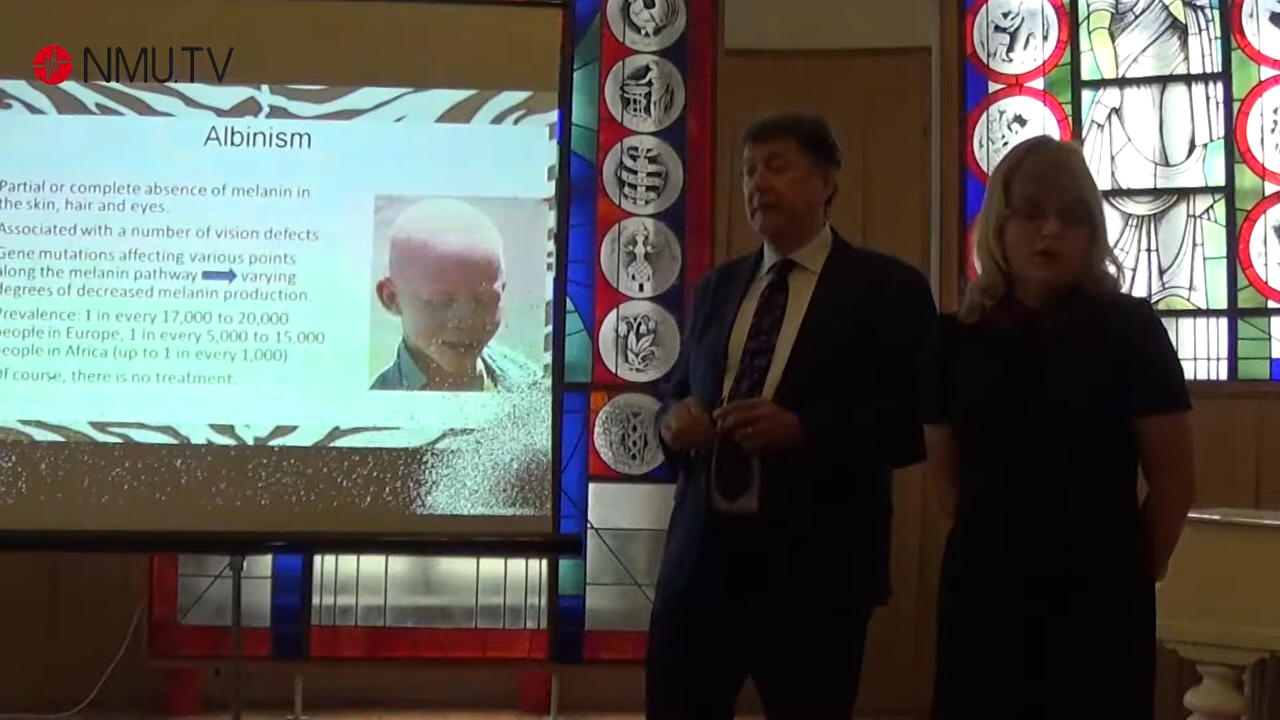 NMU.TV
Albinism
Partial or complete absence of melanin in
the skin, hair and eyes.
Associated with a number of vision defects
Gene mutations affecting various points
along the melanin pathway varying
degrees of decreased melanin production.
Prevalence: 1 in every 17,000 to 20,000
people in Europe, 1 in every 5,000 to 15,000
people in Africa (up to 1 in every 1,000)
Of course, there is no treatment.